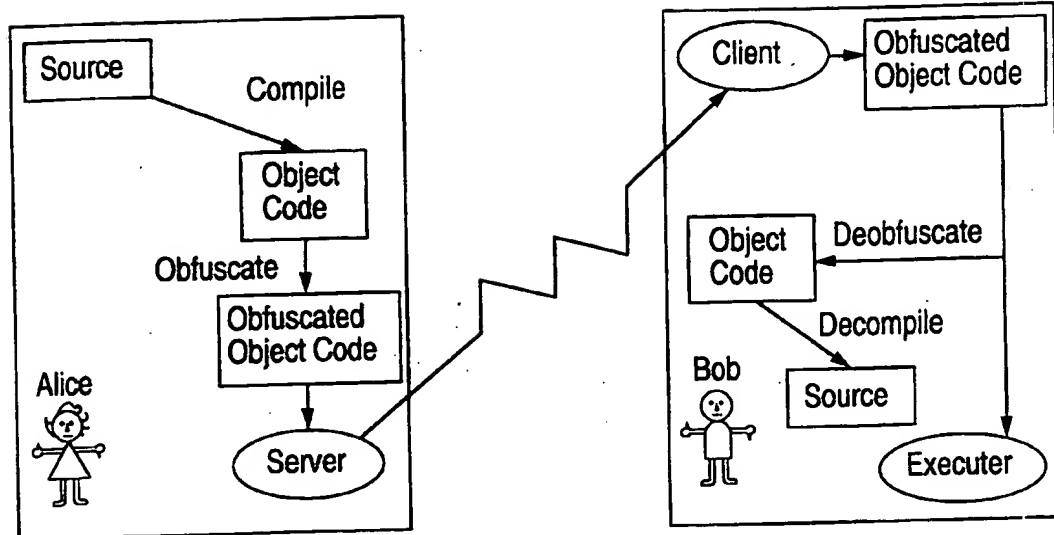 Source
Compile
Object
Code
Obfuscate
Obfuscated
Object Code
Alice
Server
Client
Obfuscated
Object Code
Object
Code
Deobfuscate
Decompile
Bob
Source
Executer